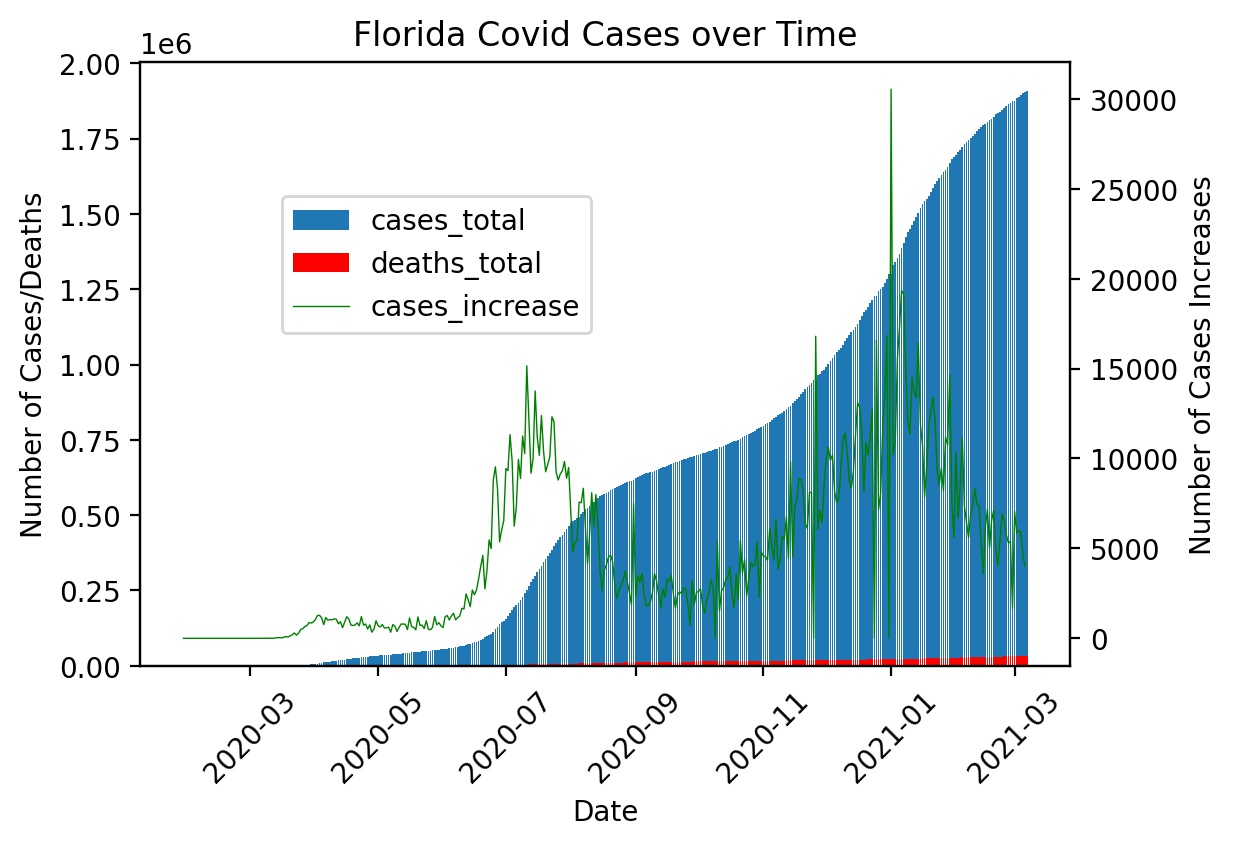 Florida Covid Cases over Time
1e6
2.00
1.75
1.50
1.25
1.00
0.75
0.50
0.25
0.00
Number of Cases/Deaths
cases_total
deaths_total
cases_increase
30000
25000
20000
15000
10000
5000
0
Number of Cases Increases
2020-03
2020-05
2020-07
2020-09
2020-11
2021-01
2021-03
Date